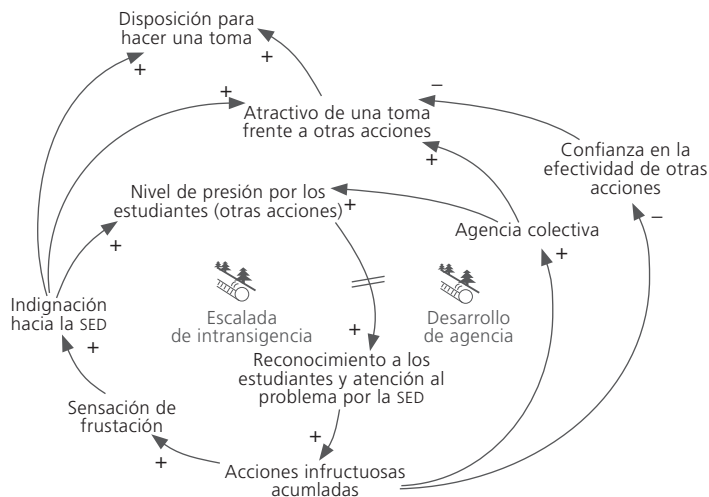 Disposición para
hacer una toma
+
+
+
–
Atractivo de una toma
frente a otras acciones
+
Confianza en la
efectividad de otras
acciones
–
Nivel de presión por los
estudiantes (otras acciones)
+
+
Agencia colectiva
+
Indignación
hacia la SED
+
Escalada
de intransigencia
Desarrollo
de agencia
+
Reconocimiento a los
estudiantes y atención al
problema por la SED
Sensación de
frustación
+
+
Acciones infructuosas
acumladas